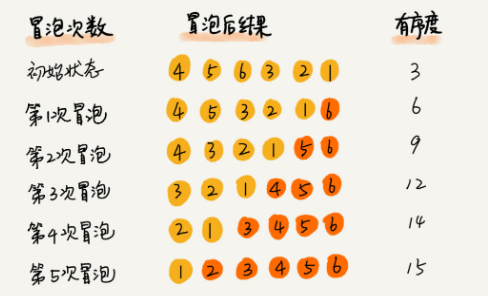 冒泡次数 冒泡后结果 有序度
初始状态 4 5 6 3 2 1 3
第1次冒泡 4 5 3 2 1 6 6
第2次冒泡 4 3 2 1 5 6 9
第3次冒泡 3 2 1 4 5 6 12
第4次冒泡 2 1 3 4 5 6 14
第5次冒泡 1 2 3 4 5 6 15